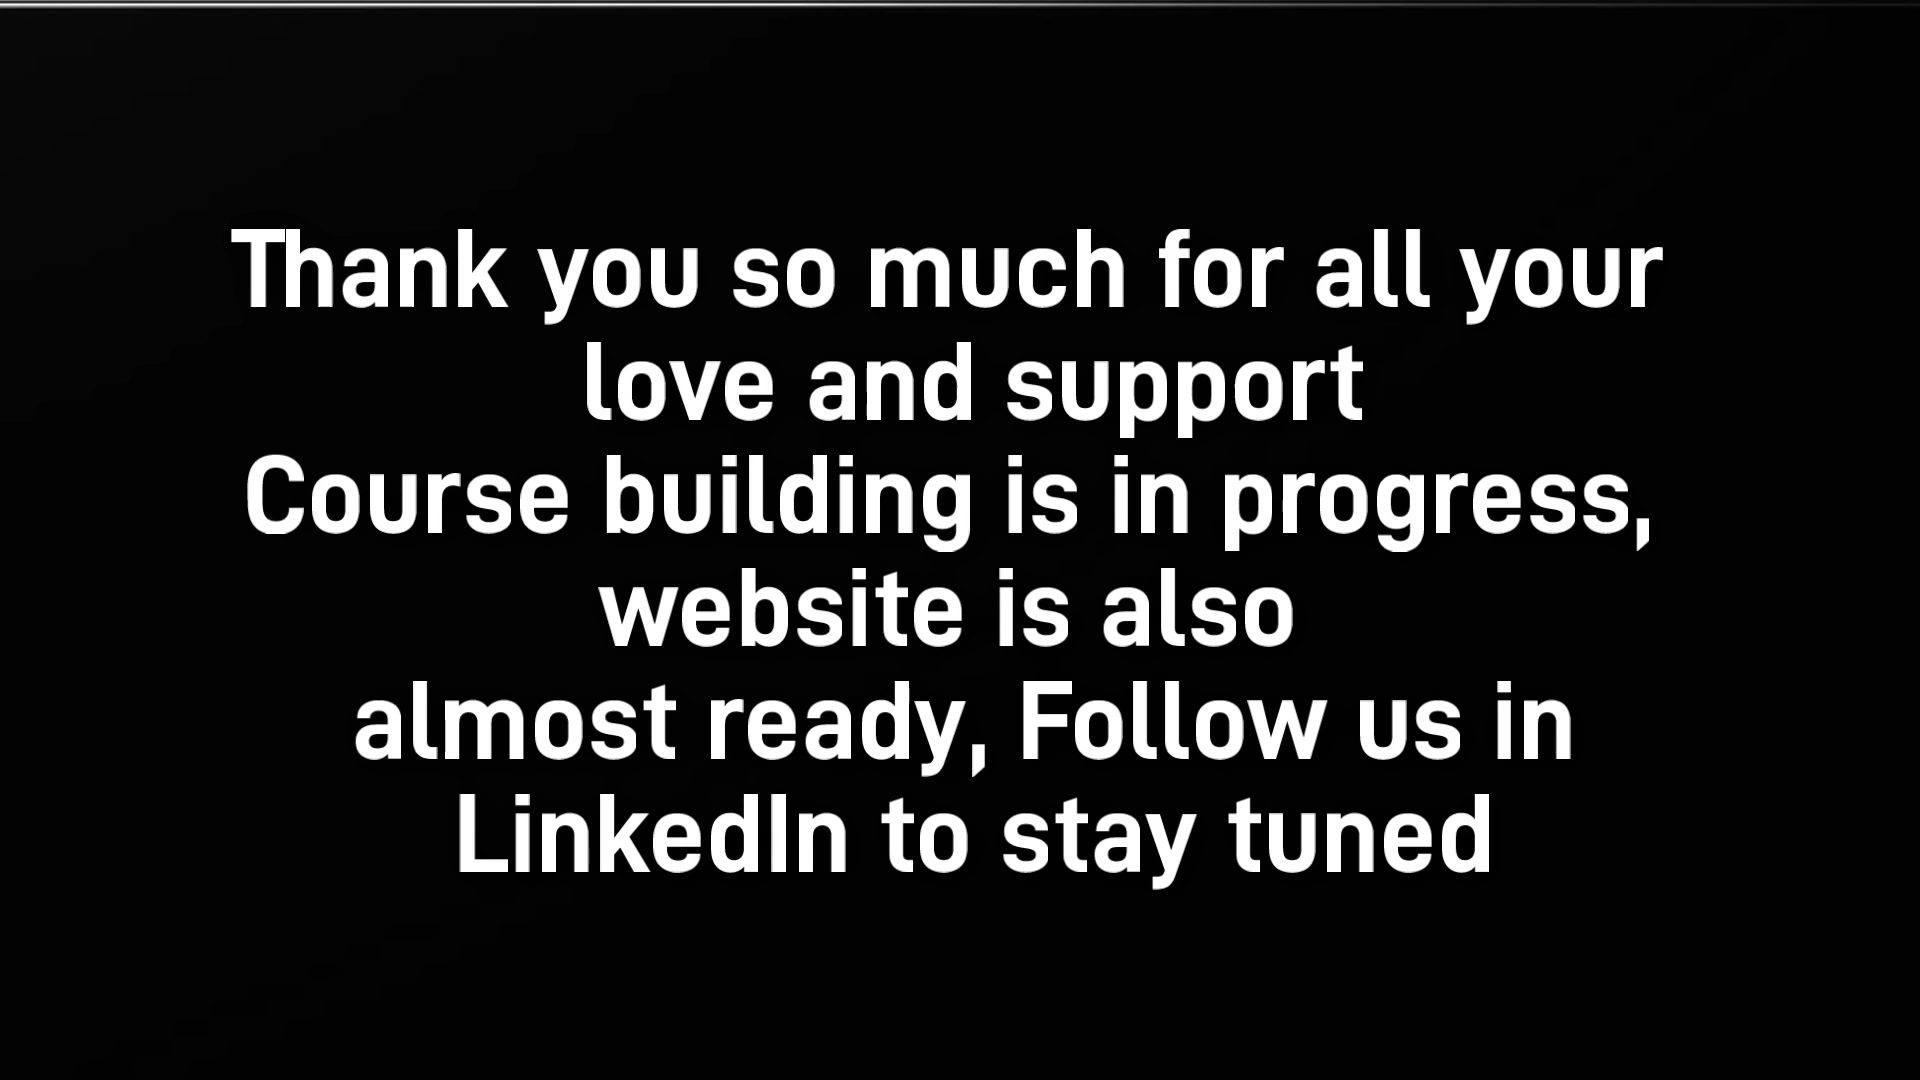 Thank you so much for all your
love and support
Course building is in progress,
website is also
almost ready, Follow us in
LinkedIn to stay tuned